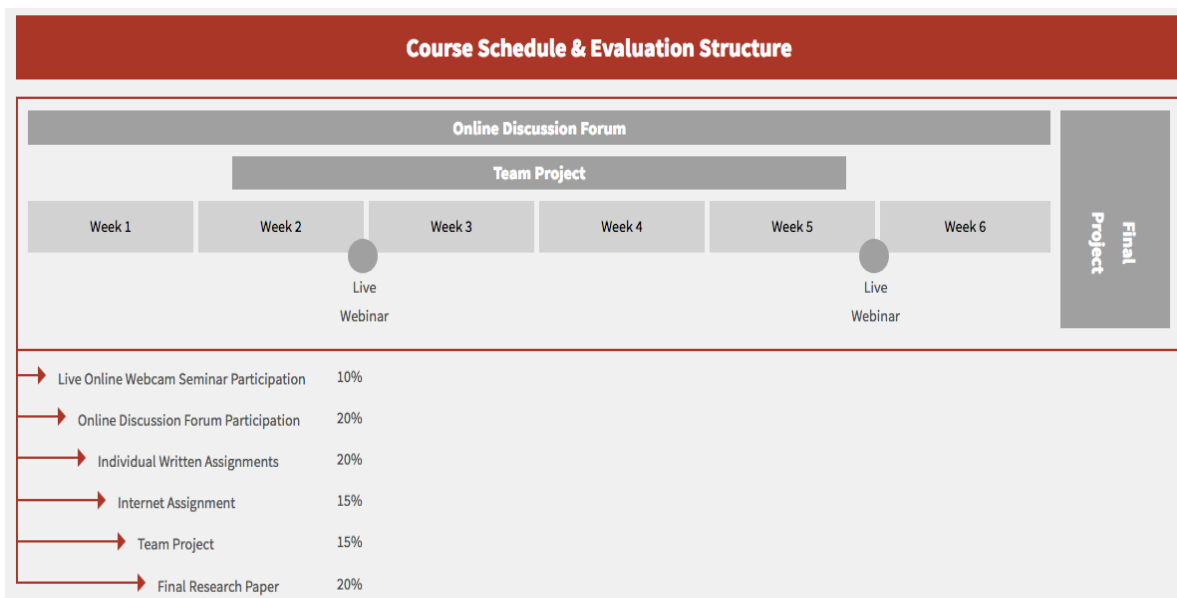 Course Schedule & Evaluation Structure
Online Discussion Forum
Team Project
Week 1
Week 2
Week 3
Week 4
Week 5
Week 6
Final
Project
Live
Webinar
Live
Webinar
Live Online Webcam Seminar Participation 10%
Online Discussion Forum Participation 20%
Individual Written Assignments 20%
Internet Assignment 15%
Team Project 15%
Final Research Paper 20%